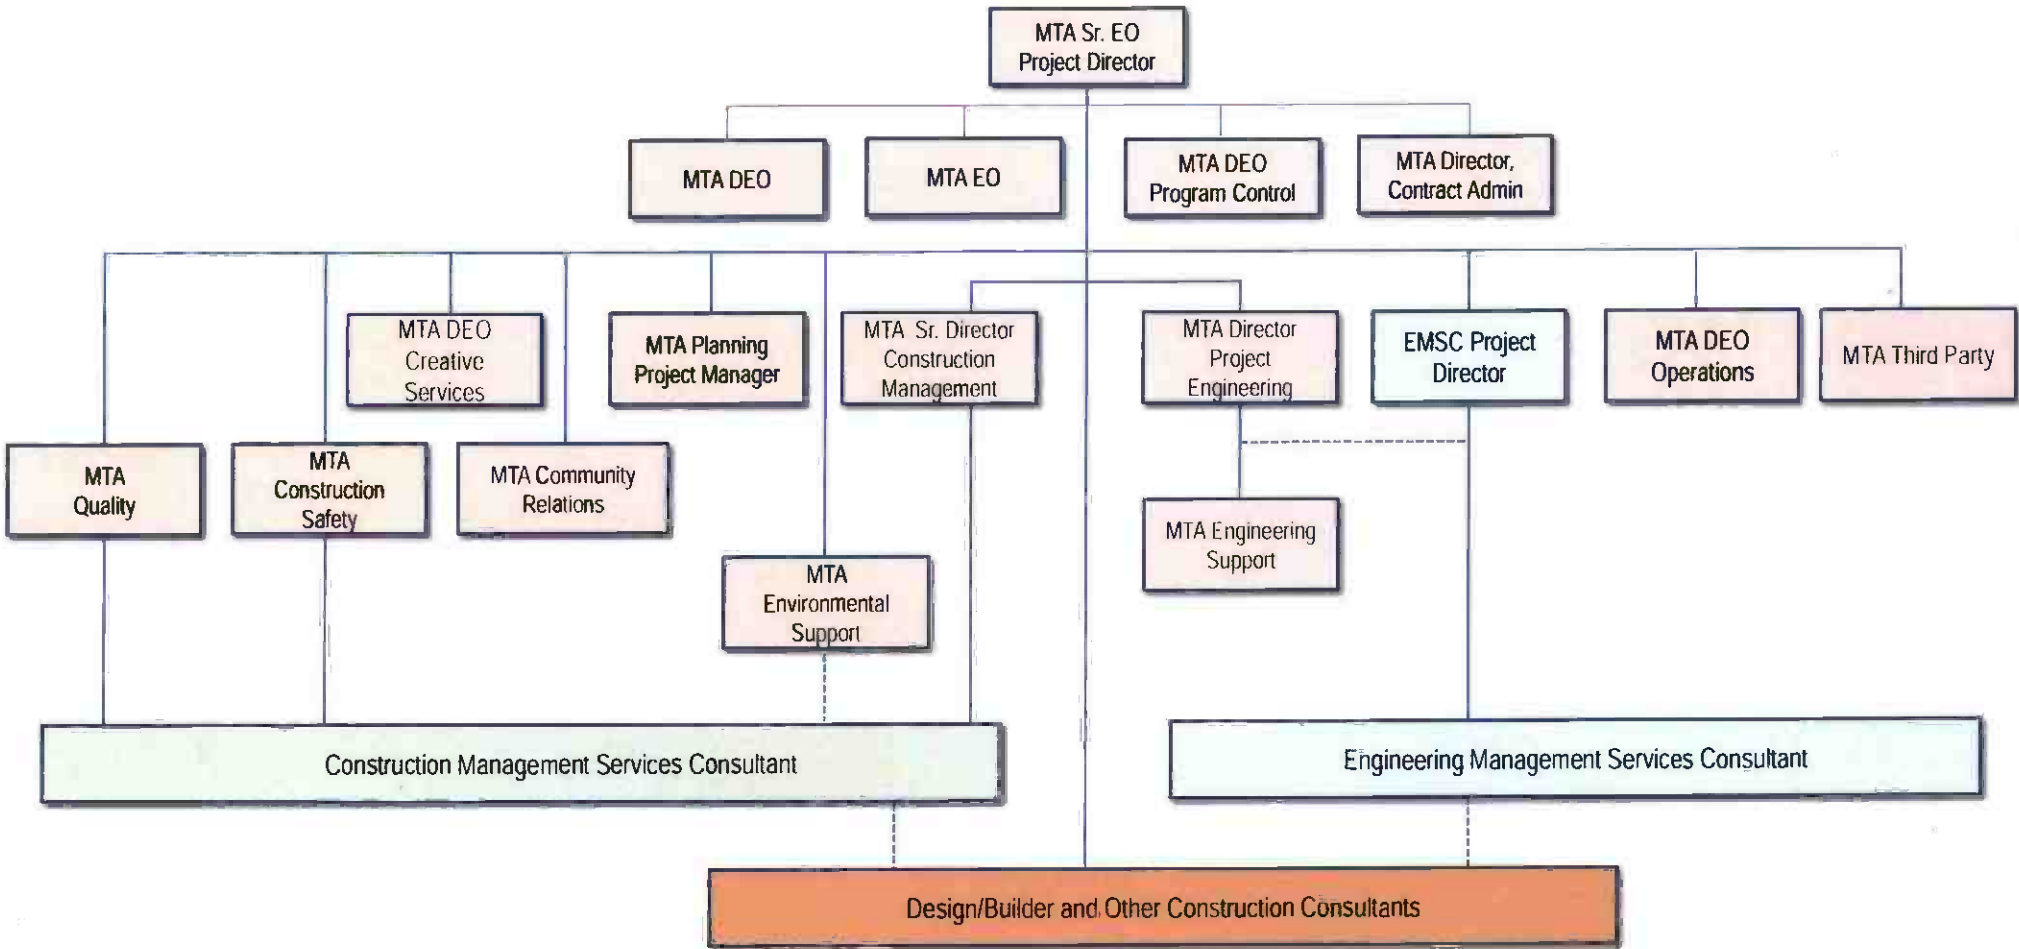 MTA Sr. EO
Project Director
MTA DEO
MTA EO
MTA DEO
Program Control
MTA Director,
Contract Admin
MTA DEO
Creative
Services
MTA Planning
Project Manager
MTA Sr. Director
Construction
Management
MTA Director
Project
Engineering
EMSC Project
Director
MTA DEO
Operations
MTA Third Party
MTA
Quality
MTA
Construction
Safety
MTA Community
Relations
MTA Engineering
Support
MTA
Environmental
Support
Construction Management Services Consultant
Engineering Management Services Consultant
Design/Builder and Other Construction Consultants